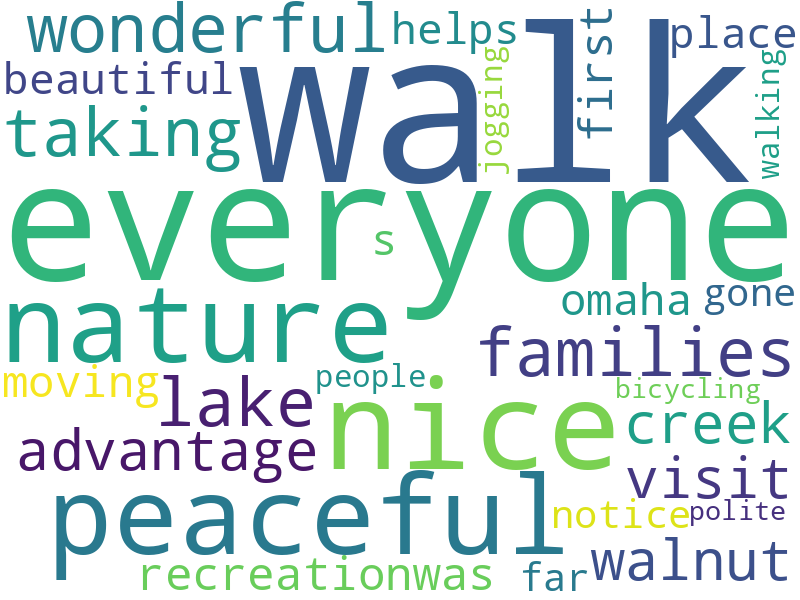 wonderful
helps
first
place
beautiful
walk
jogging
walking
taking
everyone
s
nature
omaha
gone
families
moving
lake
people
nice
bicycling
creek
advantage
visit
peaceful
notice
polite
recreationwas
far
walnut